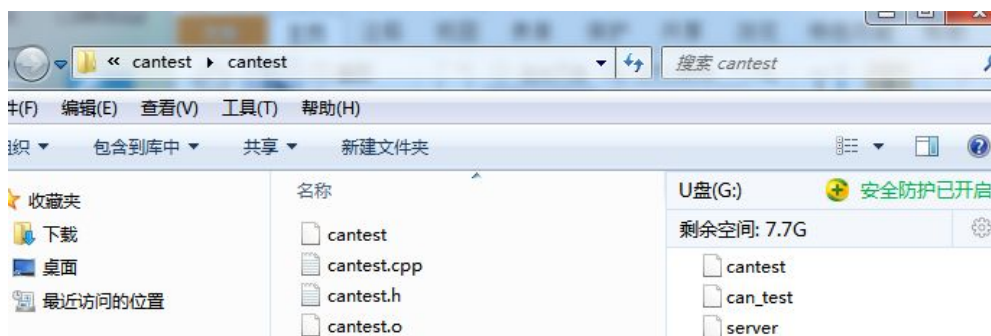 « cantest ▸ cantest
搜索 cantest
件(F) 编辑(E) 查看(V) 工具(T) 帮助(H)
组织 包含到库中 共享 新建文件夹
收藏夹
下载
桌面
最近访问的位置
名称
cantest
cantest.cpp
cantest.h
cantest.o
U盘(G:) 安全防护已开启
剩余空间: 7.7G
cantest
can_test
server